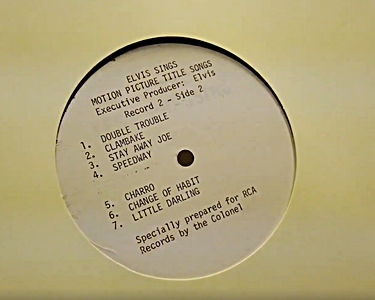 ELVIS SINGS
MOTION PICTURE TITLE SONGS
Executive Producer: Elvis
Record 2 - Side 2
1. DOUBLE TROUBLE
2. CLAMBAKE
3. STAY AWAY JOE
4. SPEEDWAY
5. CHARRO
6. CHANGE OF HABIT
7. LITTLE DARLING
Specially prepared for RCA
Records by the Colonel